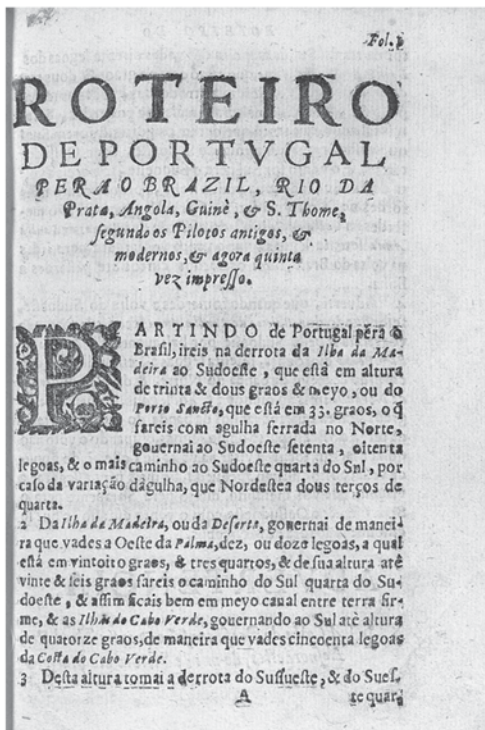 Fol. 1
ROTEIRO
DE PORTVGAL
PERA O BRAZIL, RIO DA
Prata, Angola, Guinè, & S. Thome,
segundo os Pilotos antigos, &
modernos, & agora quinta
vez impresso.
PARTINDO de Portugal pera o
Brasil, ireis na derrota da Ilha da Ma-
deira ao Sudoeste, que está em altura
de trinta & dous graos & meyo, ou do
Porto Sancto, que está em 33. graos, o q̃
fareis com agulha ferrada no Norte,
gouernai ao Sudoeste setenta, oitenta
legoas, & o mais caminho ao Sudoeste quarta do Sul, por
caso da variação dagulha, que Nordestea dous terços de
quarta.
2 Da Ilha da Madeira, ou da Deserta, gouernai de manei-
ra que vades a Oeste da Palma, dez, ou doze legoas, a qual
está em vintoito graos, & tres quartos, & de sua altura até
vinte & seis graos fareis o caminho do Sul quarta do Su-
doeste, & assim ficais bem em meyo canal entre terra fir-
me, & as Ilhas do Cabo Verde, gouernando ao Sul atè altura
de quatorze graos, de maneira que vades cincoenta legoas
da Costa do Cabo Verde.
3 Desta altura tomai a derrota do Sussueste, & do Sues-
A te quar-